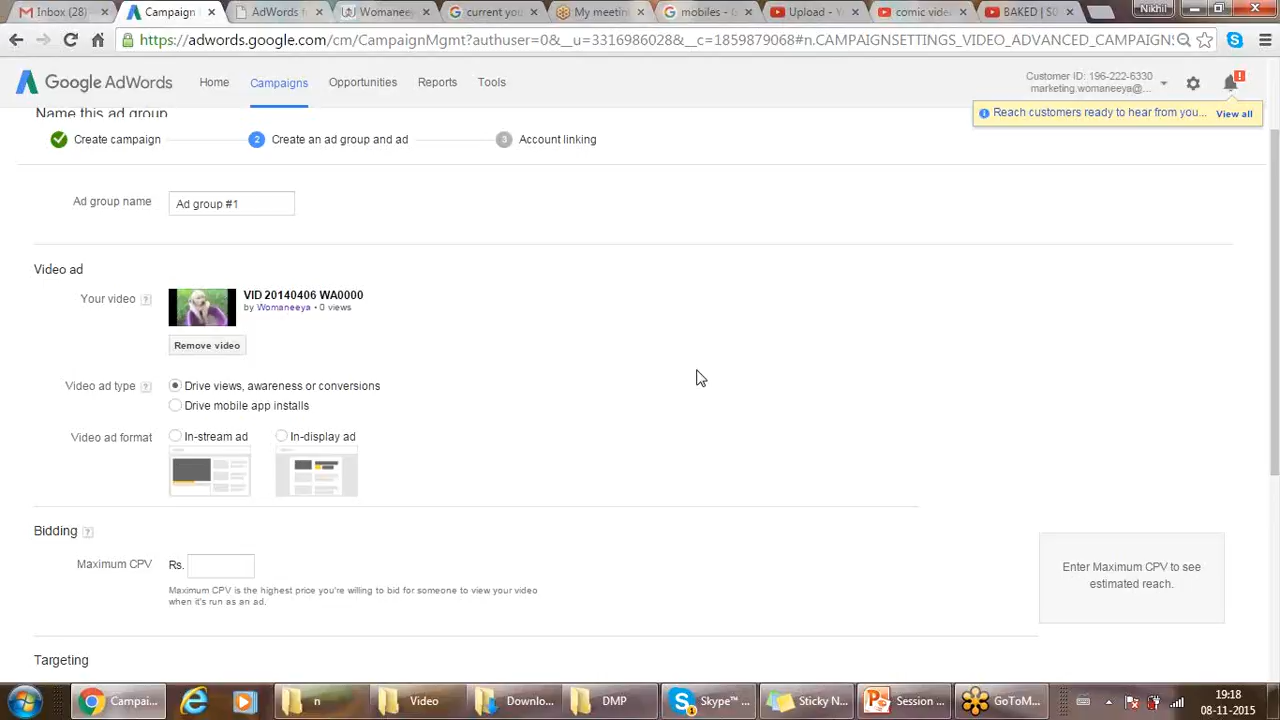 Inbox (28)
Campaign
AdWords
Womanee
current you
My meeting
mobiles - G
Upload - Y
comic vide
BAKED | S
Nikhil
https://adwords.google.com/cm/CampaignMgmt?authuser=0&__u=3316986028&__c=1859879068#n.CAMPAIGNSETTINGS_VIDEO_ADVANCED_CAMPAIGN
Google AdWords
Home
Campaigns
Opportunities
Reports
Tools
Customer ID: 196-222-6330
marketing.womaneeya@...
Reach customers ready to hear from you... View all
Name this ad group
Create campaign
2 Create an ad group and ad
3 Account linking
Ad group name
Ad group #1
Video ad
Your video ?
VID 20140406 WA0000
by Womaneeya • 0 views
Remove video
Video ad type ?
Drive views, awareness or conversions
Drive mobile app installs
Video ad format
In-stream ad
In-display ad
Bidding ?
Maximum CPV
Rs.
Maximum CPV is the highest price you're willing to bid for someone to view your video
when it's run as an ad.
Enter Maximum CPV to see
estimated reach.
Targeting
Campai...
n
Video
Downlo...
DMP
Skype™ ...
Sticky N...
Session ...
GoToM...
19:18
08-11-2015